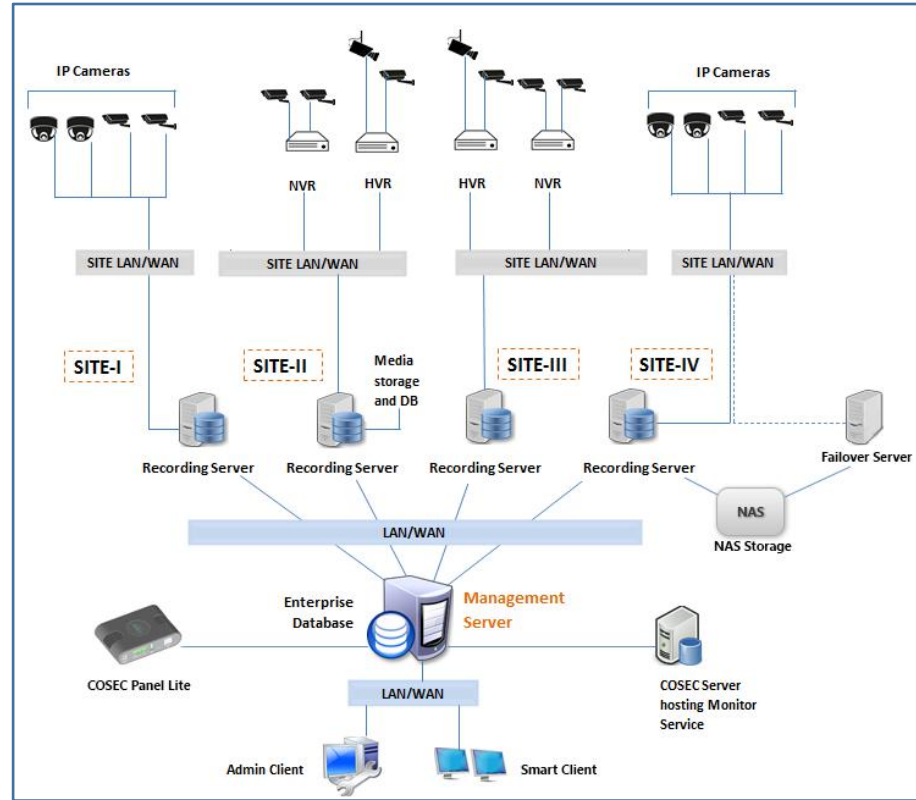 IP Cameras
IP Cameras
NVR
HVR
HVR
NVR
SITE LAN/WAN
SITE LAN/WAN
SITE LAN/WAN
SITE LAN/WAN
SITE-I
SITE-II
Media
storage
and DB
SITE-III
SITE-IV
Recording Server
Recording Server
Recording Server
Recording Server
Failover Server
NAS
NAS Storage
LAN/WAN
Enterprise
Database
Management
Server
COSEC Panel Lite
COSEC Server
hosting Monitor
Service
LAN/WAN
Admin Client
Smart Client